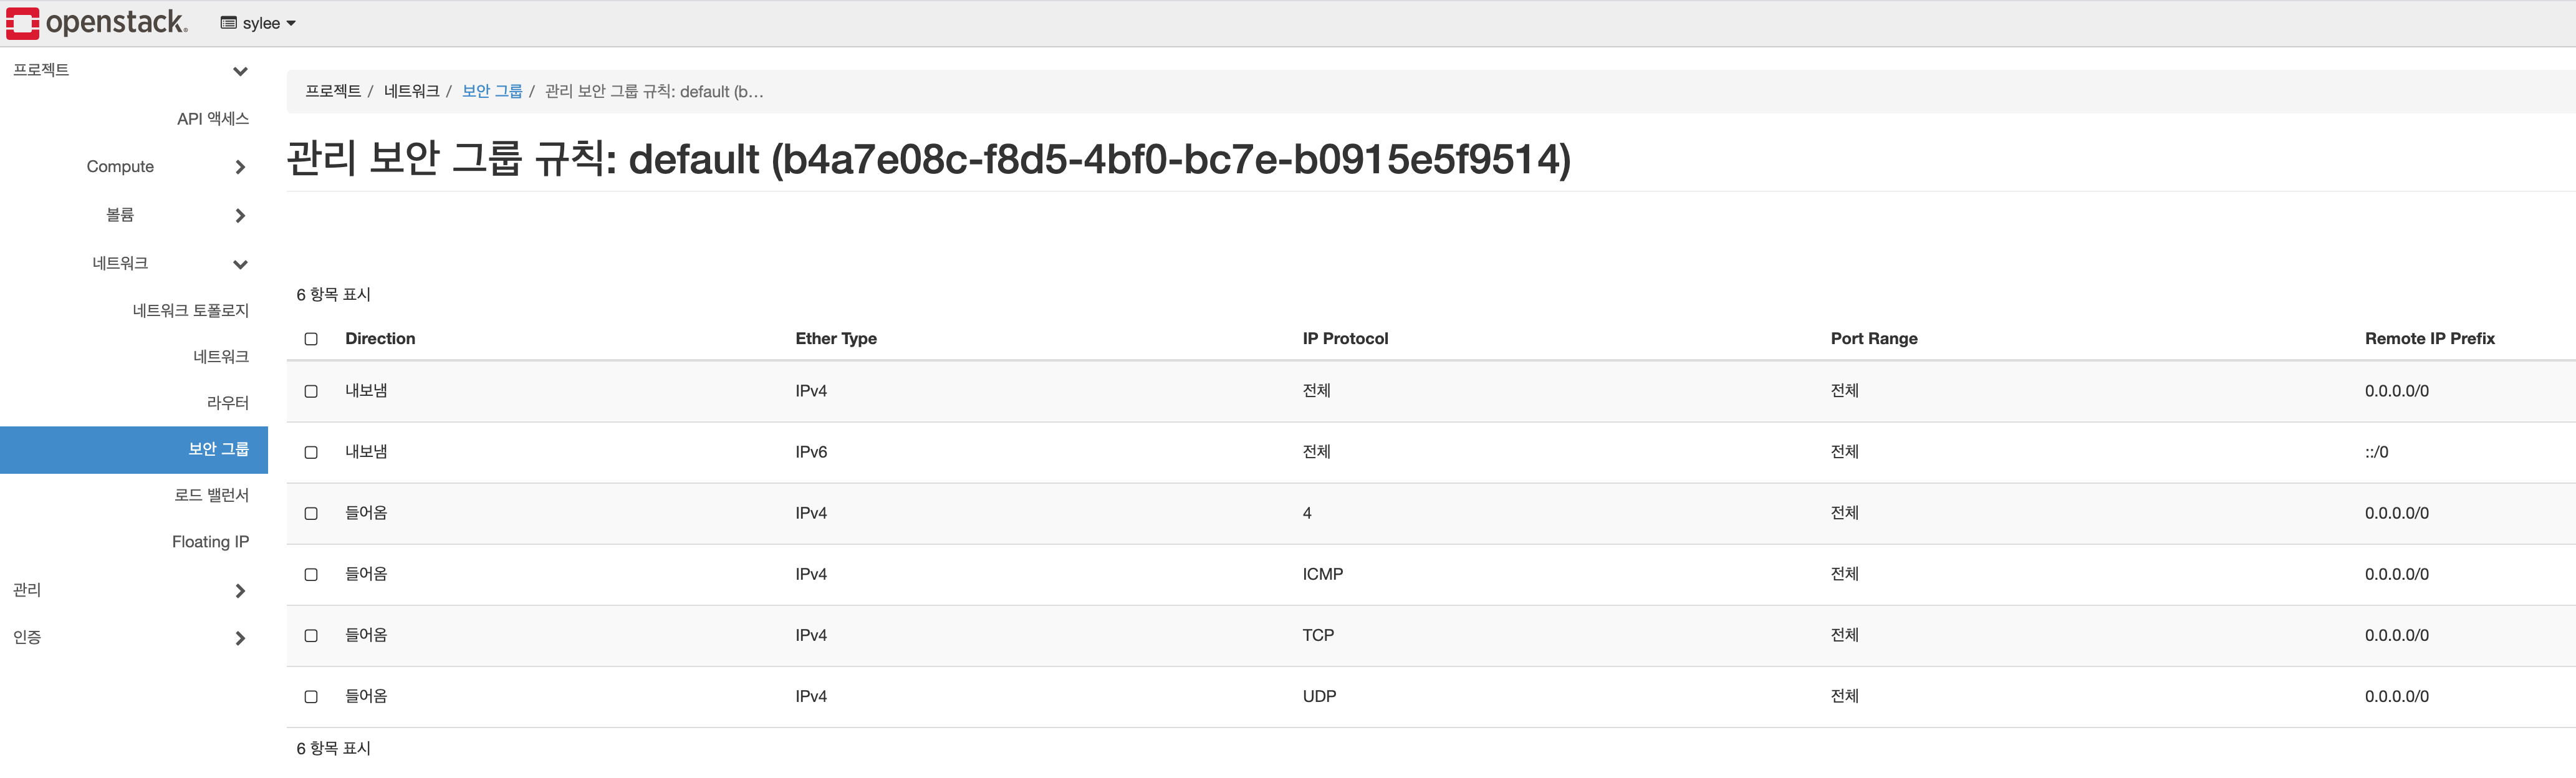 openstack. sylee
프로젝트
API 액세스
Compute
볼륨
네트워크
네트워크 토폴로지
네트워크
라우터
보안 그룹
로드 밸런서
Floating IP
관리
인증
프로젝트 / 네트워크 / 보안 그룹 / 관리 보안 그룹 규칙: default (b...
관리 보안 그룹 규칙: default (b4a7e08c-f8d5-4bf0-bc7e-b0915e5f9514)
6 항목 표시
Direction Ether Type IP Protocol Port Range Remote IP Prefix
내보냄 IPv4 전체 전체 0.0.0.0/0
내보냄 IPv6 전체 전체 ::/0
들어옴 IPv4 4 전체 0.0.0.0/0
들어옴 IPv4 ICMP 전체 0.0.0.0/0
들어옴 IPv4 TCP 전체 0.0.0.0/0
들어옴 IPv4 UDP 전체 0.0.0.0/0
6 항목 표시